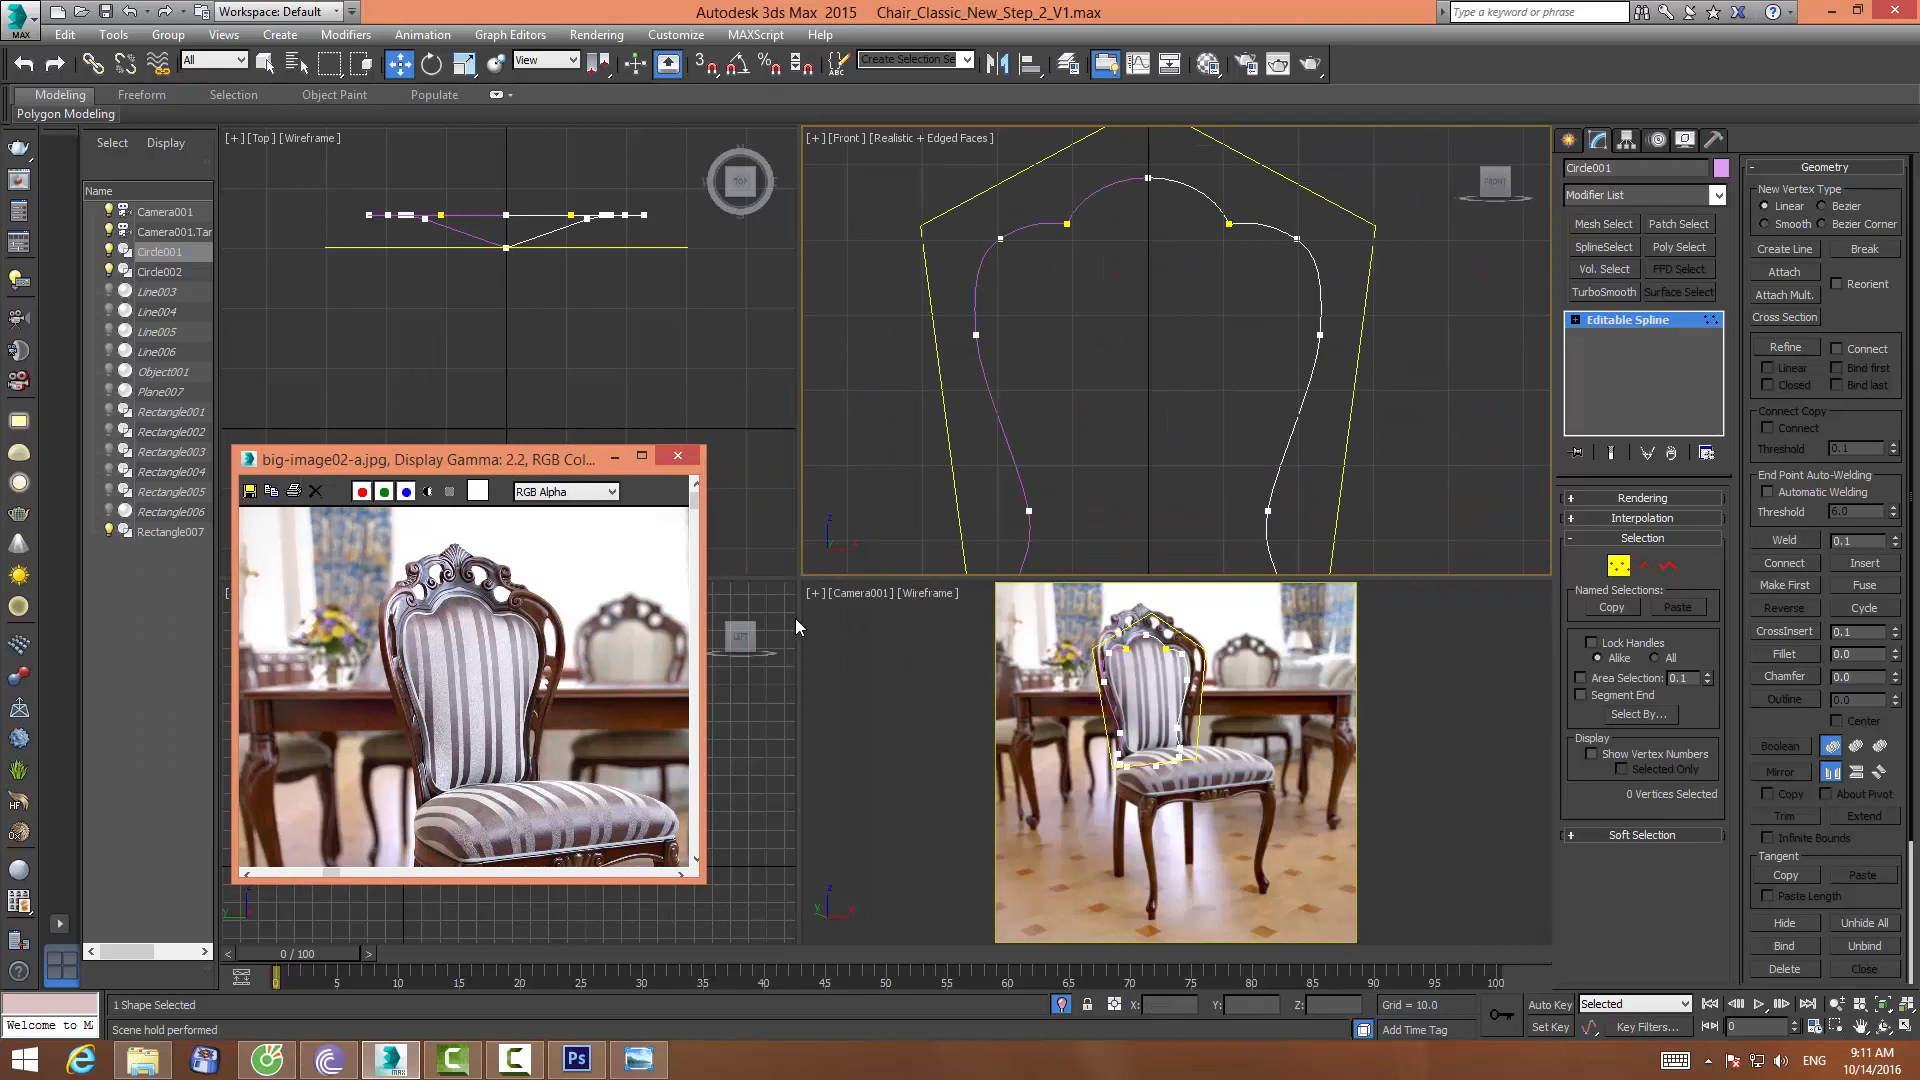 MAX
Workspace: Default
Autodesk 3ds Max 2015 Chair_Classic_New_Step_2_V1.max
Type a keyword or phrase
Edit Tools Group Views Create Modifiers Animation Graph Editors Rendering Customize MAXScript Help
All
View
Create Selection Se
Modeling Freeform Selection Object Paint Populate
Polygon Modeling
Select Display
Name
Camera001
Camera001.Tar
Circle001
Circle002
Line003
Line004
Line005
Line006
Object001
Plane007
Rectangle001
Rectangle002
Rectangle003
Rectangle004
Rectangle005
Rectangle006
Rectangle007
[+] [Top] [Wireframe]
TOP
[+] [Front] [Realistic + Edged Faces]
FRONT
big-image02-a.jpg, Display Gamma: 2.2, RGB Col...
RGB Alpha
LEFT
[+] [Camera001] [Wireframe]
Circle001
Modifier List
Mesh Select Patch Select
SplineSelect Poly Select
Vol. Select FFD Select
TurboSmooth Surface Select
Editable Spline
Rendering
Interpolation
Selection
Named Selections:
Copy Paste
Lock Handles
Alike All
Area Selection: 0.1
Segment End
Select By...
Display
Show Vertex Numbers
Selected Only
0 Vertices Selected
Soft Selection
Geometry
New Vertex Type
Linear Bezier
Smooth Bezier Corner
Create Line Break
Attach Reorient
Attach Mult.
Cross Section
Refine Connect
Linear Bind first
Closed Bind last
Connect Copy
Connect
Threshold 0.1
End Point Auto-Welding
Automatic Welding
Threshold 6.0
Weld 0.1
Connect Insert
Make First Fuse
Reverse Cycle
CrossInsert 0.1
Fillet 0.0
Chamfer 0.0
Outline 0.0
Center
Boolean
Mirror
Copy About Pivot
Trim Extend
Infinite Bounds
Tangent
Copy Paste
Paste Length
Hide Unhide All
Bind Unbind
Delete Close
< 0 / 100 >
0 5 10 15 20 25 30 35 40 45 50 55 60 65 70 75 80 85 90 95 100
1 Shape Selected
X: Y: Z: Grid = 10.0
Auto Key Selected
Welcome to M
Scene hold performed
Add Time Tag
Set Key Key Filters... 0
ENG
9:11 AM
10/14/2016